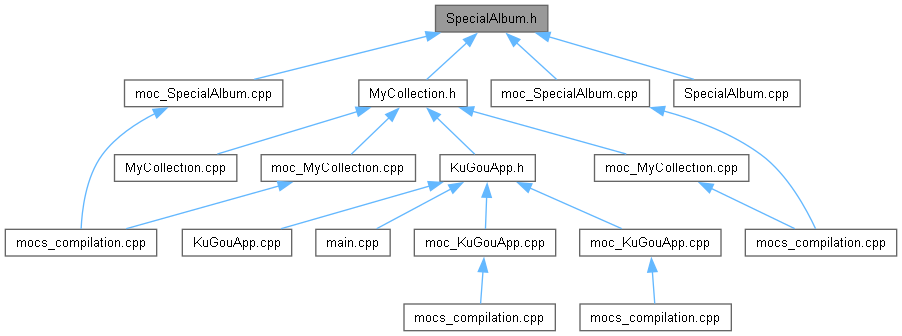 SpecialAlbum.h
moc_SpecialAlbum.cpp
MyCollection.h
moc_SpecialAlbum.cpp
SpecialAlbum.cpp
MyCollection.cpp
moc_MyCollection.cpp
KuGouApp.h
moc_MyCollection.cpp
mocs_compilation.cpp
KuGouApp.cpp
main.cpp
moc_KuGouApp.cpp
moc_KuGouApp.cpp
mocs_compilation.cpp
mocs_compilation.cpp
mocs_compilation.cpp